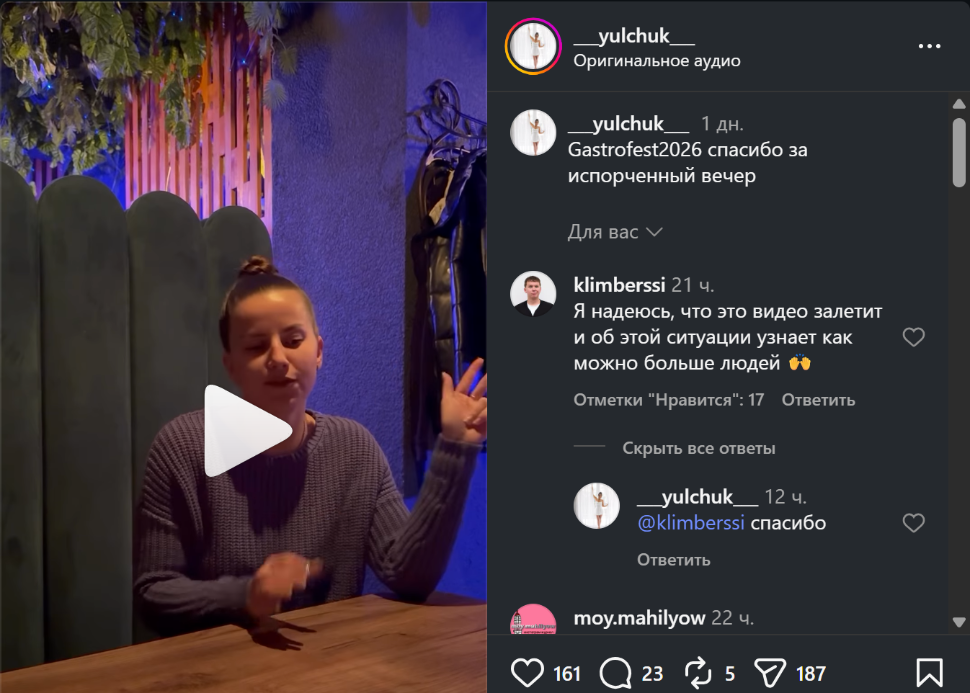 ___yulchuk___
Оригинальное аудио
___yulchuk___ 1 дн.
Gastrofest2026 спасибо за
испорченный вечер
Для вас
klimberssi 21 ч.
Я надеюсь, что это видео залетит
и об этой ситуации узнает как
можно больше людей 🙌
Отметки "Нравится": 17 Ответить
Скрыть все ответы
___yulchuk___ 12 ч.
@klimberssi спасибо
Ответить
moy.mahilyow 22 ч.
161 23 5 187